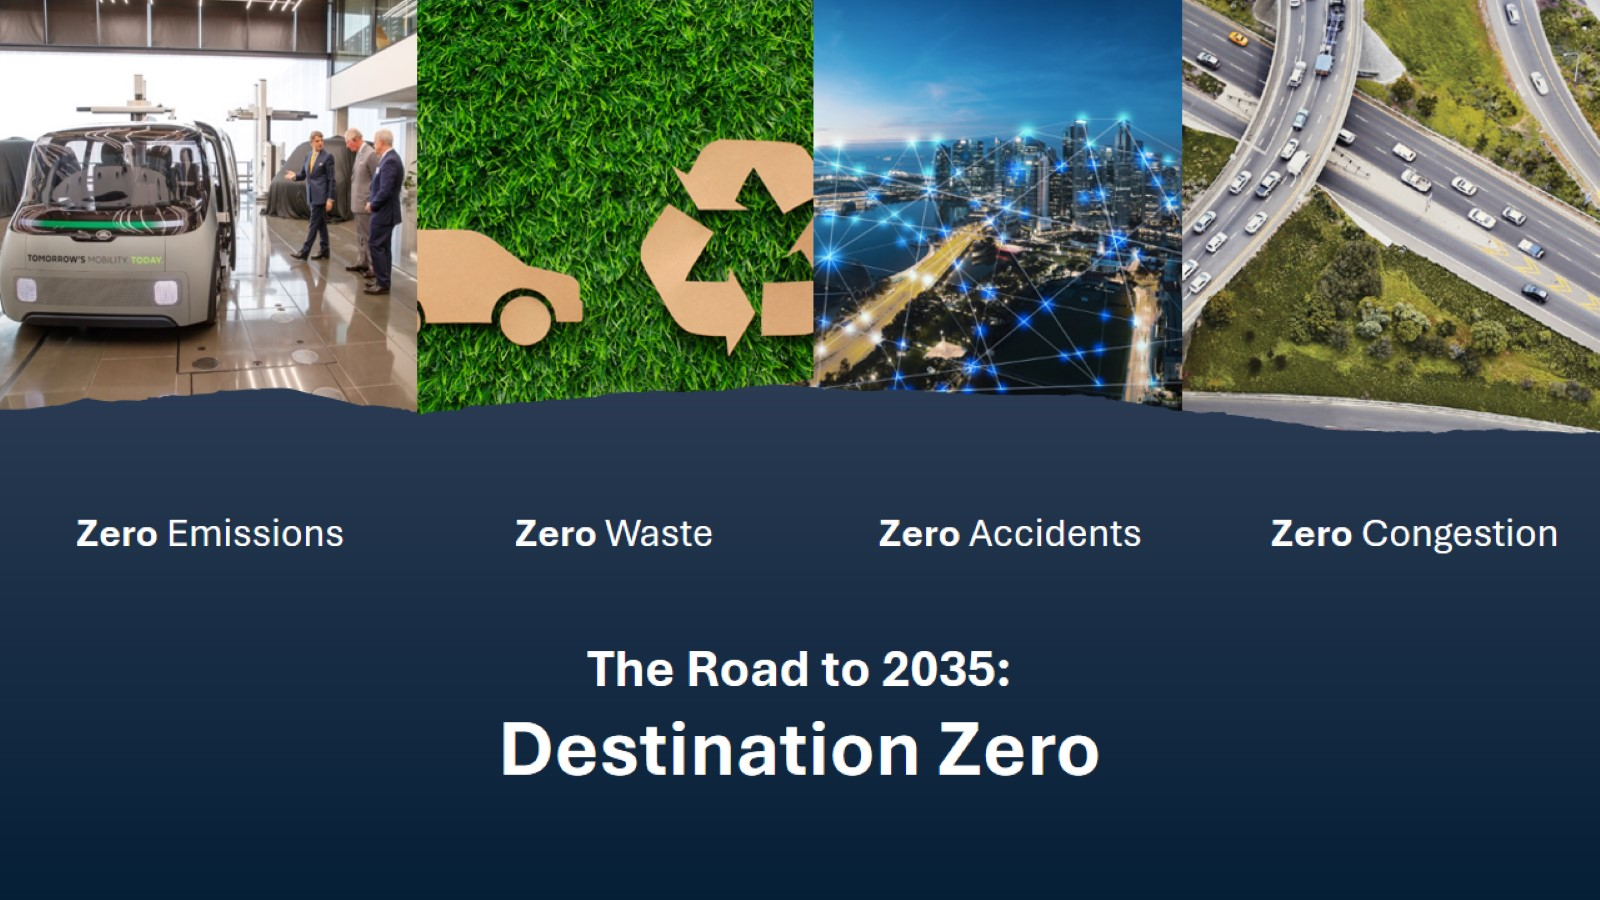 TOMORROW'S MOBILITY. TODAY.
Zero Emissions
Zero Waste
Zero Accidents
Zero Congestion
The Road to 2035:
Destination Zero